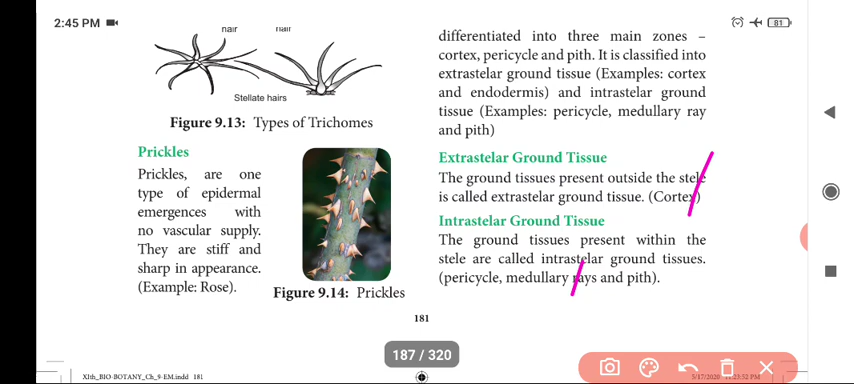 2:45 PM
81
hair
hair
Stellate hairs
Figure 9.13: Types of Trichomes
Prickles
Prickles, are one
type of epidermal
emergences with
no vascular supply.
They are stiff and
sharp in appearance.
(Example: Rose).
Figure 9.14: Prickles
differentiated into three main zones –
cortex, pericycle and pith. It is classified into
extrastelar ground tissue (Examples: cortex
and endodermis) and intrastelar ground
tissue (Examples: pericycle, medullary ray
and pith)
Extrastelar Ground Tissue
The ground tissues present outside the stele
is called extrastelar ground tissue. (Cortex)
Intrastelar Ground Tissue
The ground tissues present within the
stele are called intrastelar ground tissues.
(pericycle, medullary rays and pith).
181
187 / 320
XIth_BIO-BOTANY_Ch_9-EM.indd 181